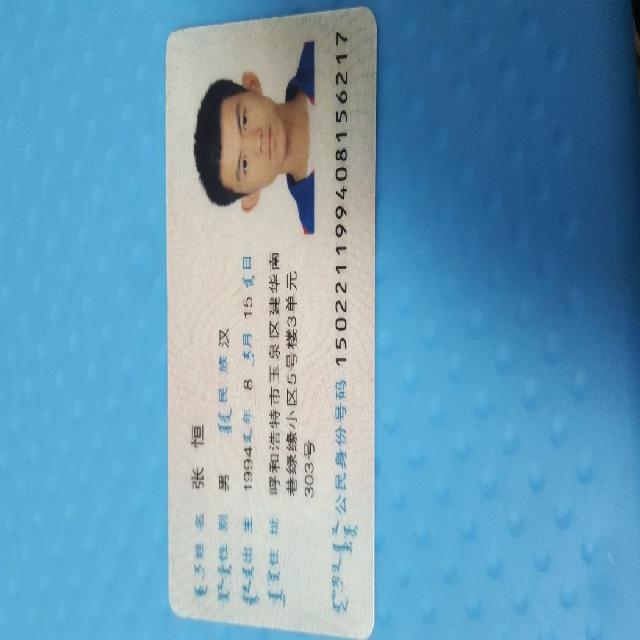 姓名 张恒
性别 男 民族 汉
出生 1994 年 8 月 15 日
住址 呼和浩特市玉泉区建华南
巷绿缘小区5号楼3单元
303号
公民身份号码 150221199408156217